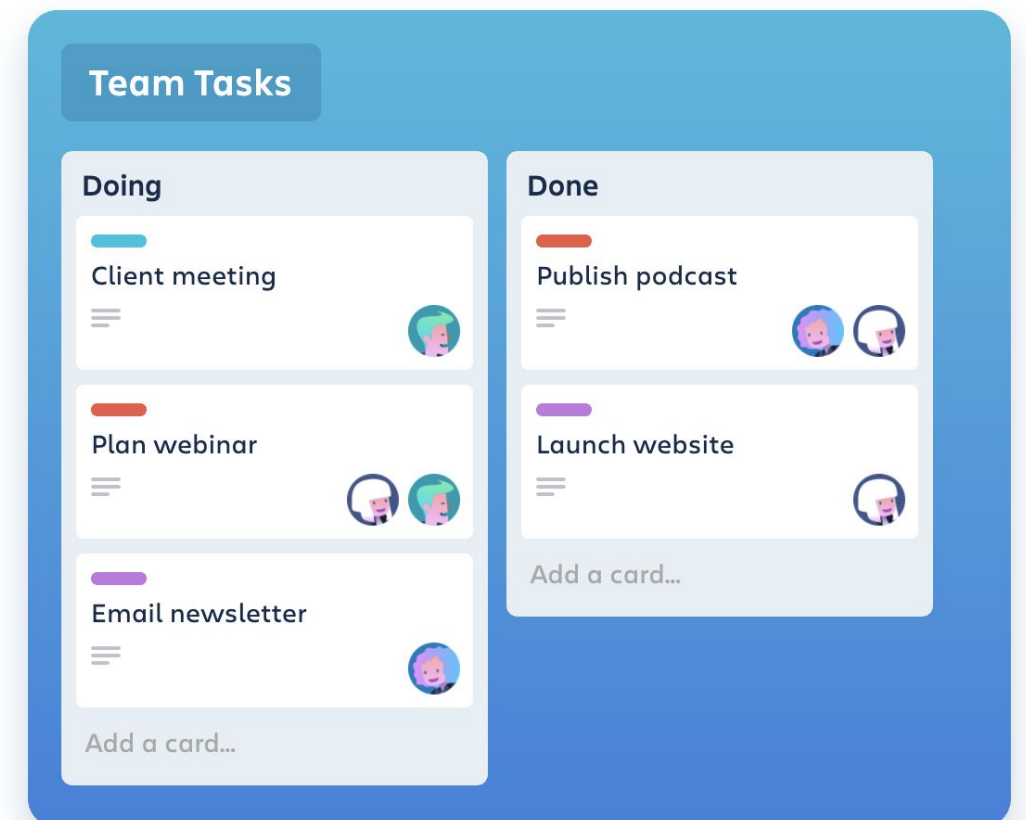 Team Tasks
Doing
Client meeting
Plan webinar
Email newsletter
Add a card...
Done
Publish podcast
Launch website
Add a card...